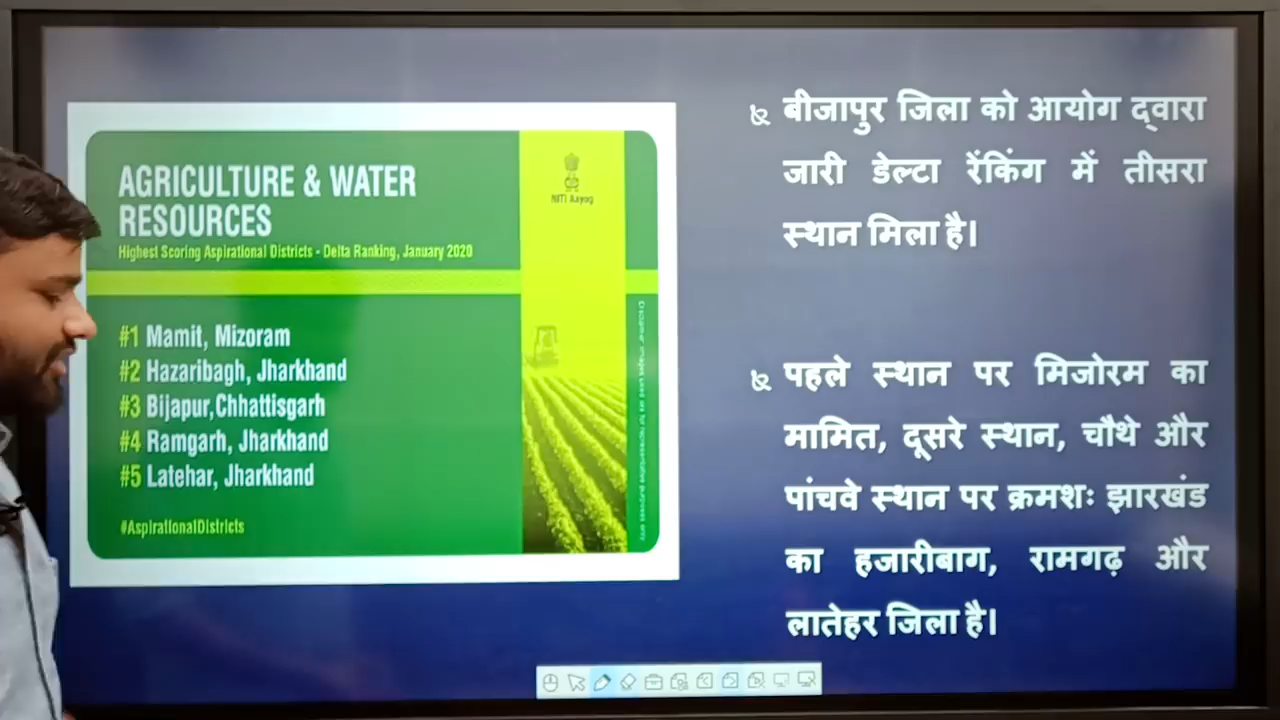 AGRICULTURE & WATER
RESOURCES
Highest Scoring Aspirational Districts - Delta Ranking, January 2020
NITI Aayog
#1 Mamit, Mizoram
#2 Hazaribagh, Jharkhand
#3 Bijapur,Chhattisgarh
#4 Ramgarh, Jharkhand
#5 Latehar, Jharkhand
#AspirationalDistricts
बीजापुर जिला को आयोग द्वारा
जारी डेल्टा रेंकिंग में तीसरा
स्थान मिला है।
पहले स्थान पर मिजोरम का
मामित, दूसरे स्थान, चौथे और
पांचवे स्थान पर क्रमशः झारखंड
का हजारीबाग, रामगढ़ और
लातेहर जिला है।